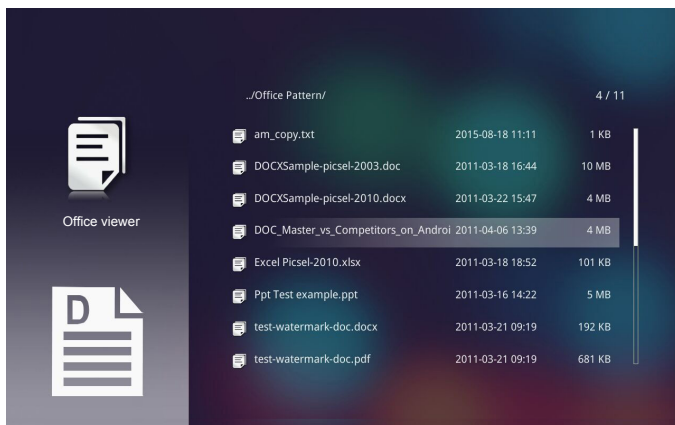 ../Office Pattern/ 4 / 11
am_copy.txt 2015-08-18 11:11 1 KB
DOCXSample-picsel-2003.doc 2011-03-18 16:44 10 MB
DOCXSample-picsel-2010.docx 2011-03-22 15:47 4 MB
Office viewer
DOC_Master_vs_Competitors_on_Androi 2011-04-06 13:39 4 MB
Excel Picsel-2010.xlsx 2011-03-18 18:52 101 KB
Ppt Test example.ppt 2011-03-16 14:22 5 MB
D
test-watermark-doc.docx 2011-03-21 09:19 192 KB
test-watermark-doc.pdf 2011-03-21 09:19 681 KB